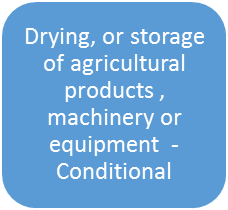 Drying, or storage
of agricultural
products ,
machinery or
equipment  -
Conditional